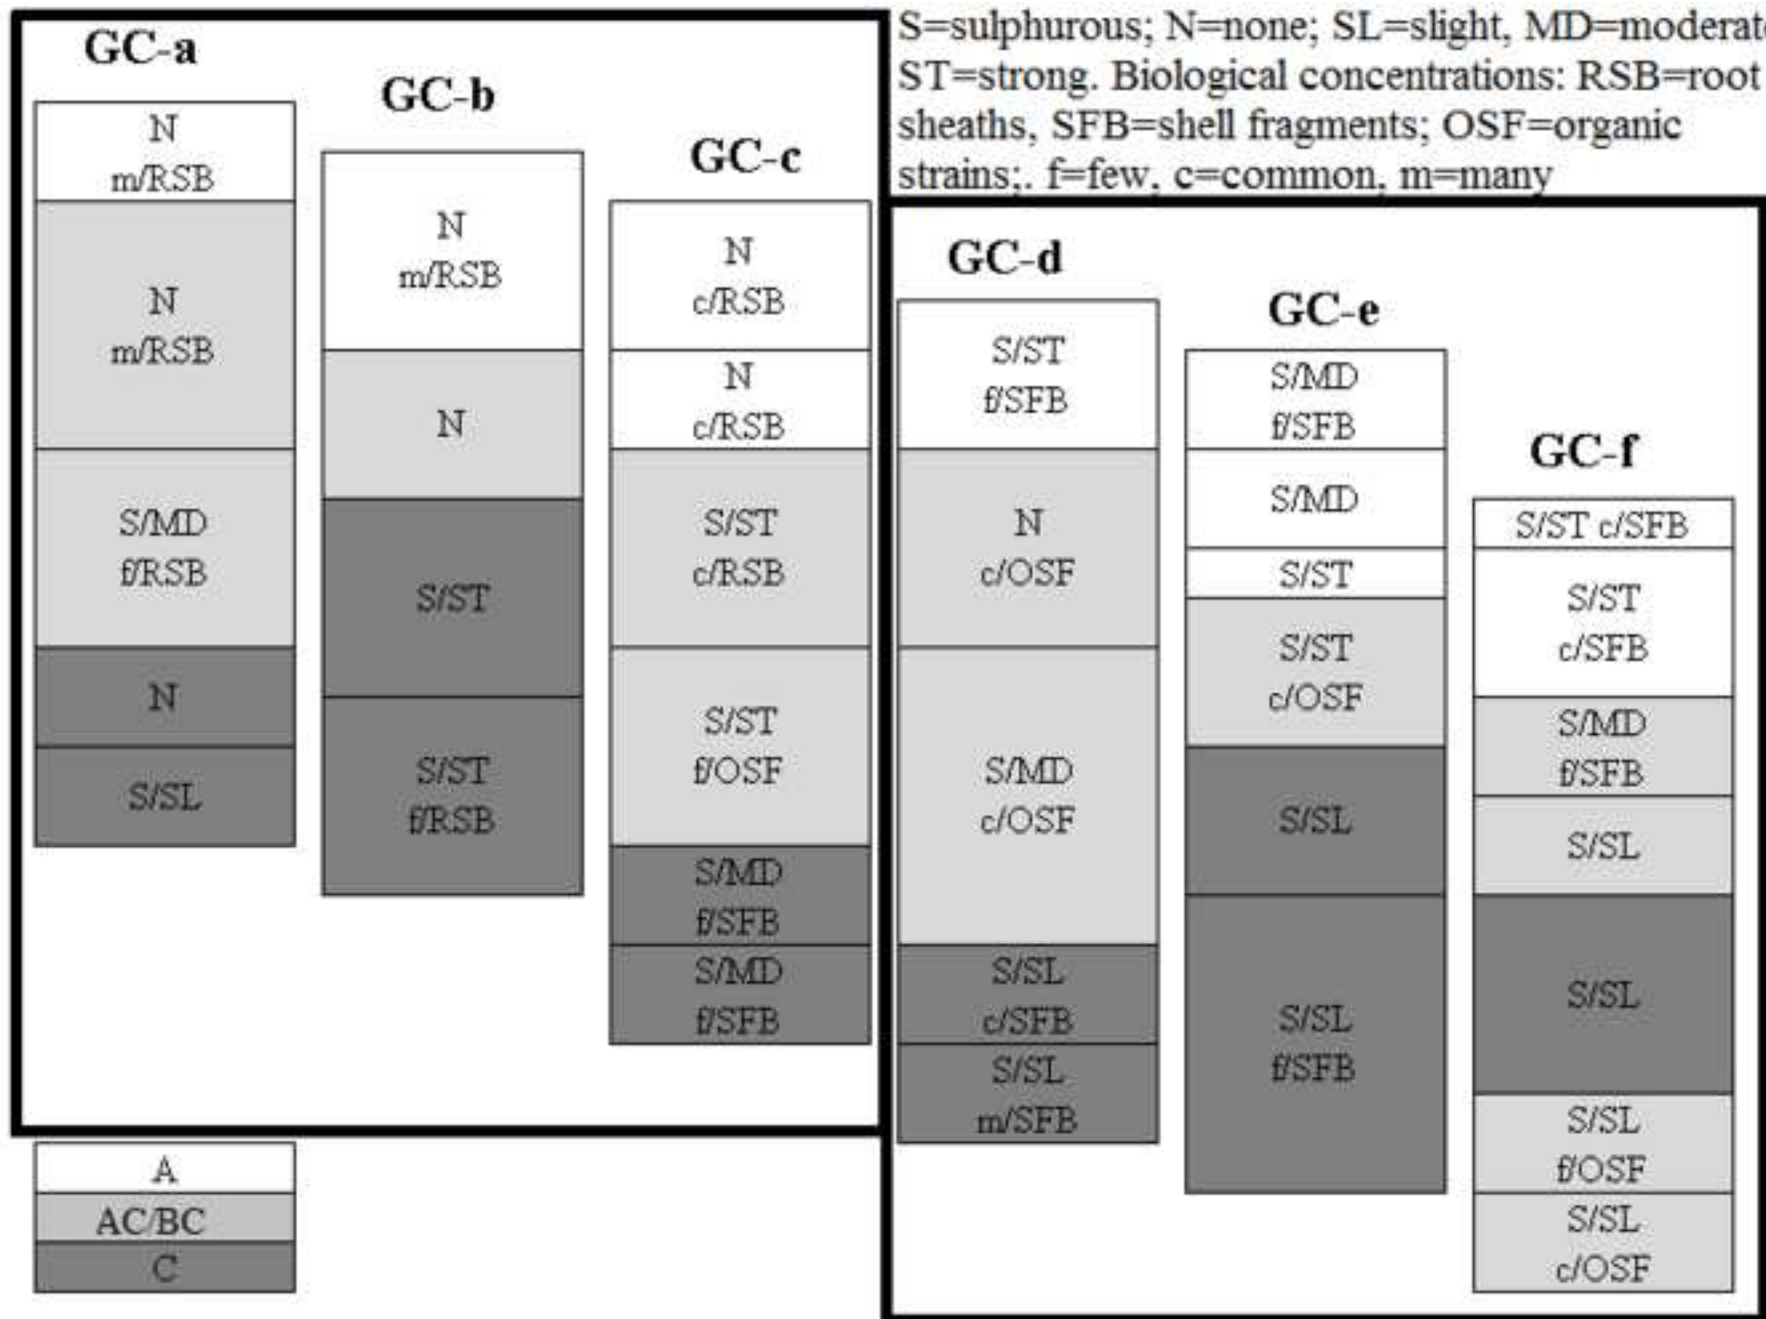 S=sulphurous; N=none; SL=slight, MD=moderate
ST=strong. Biological concentrations: RSB=root
sheaths, SFB=shell fragments; OSF=organic
strains;. f=few, c=common, m=many
GC-a
N
m/RSB
N
m/RSB
S/MD
f/RSB
N
S/SL
GC-b
N
m/RSB
N
S/ST
S/ST
f/RSB
GC-c
N
c/RSB
N
c/RSB
S/ST
c/RSB
S/ST
f/OSF
S/MD
f/SFB
S/MD
f/SFB
GC-d
S/ST
f/SFB
N
c/OSF
S/MD
c/OSF
S/SL
c/SFB
S/SL
m/SFB
GC-e
S/MD
f/SFB
S/MD
S/ST
S/ST
c/OSF
S/SL
S/SL
f/SFB
GC-f
S/ST c/SFB
S/ST
c/SFB
S/MD
f/SFB
S/SL
S/SL
S/SL
f/OSF
S/SL
c/OSF
A
AC/BC
C